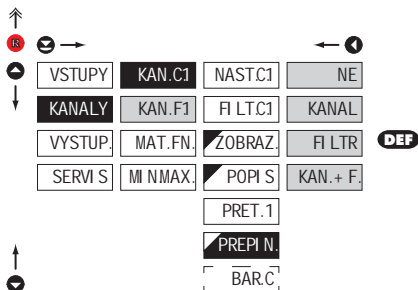 R
VSTUPY KAN.C1 NAST.C1 NE
KANALY KAN.F1 FILT.C1 KANAL
VYSTUP. MAT.FN. ZOBRAZ. FILTR DEF
SERVIS MINMAX. POPIS KAN.+ F.
PRET.1
PREPIN.
BAR.C